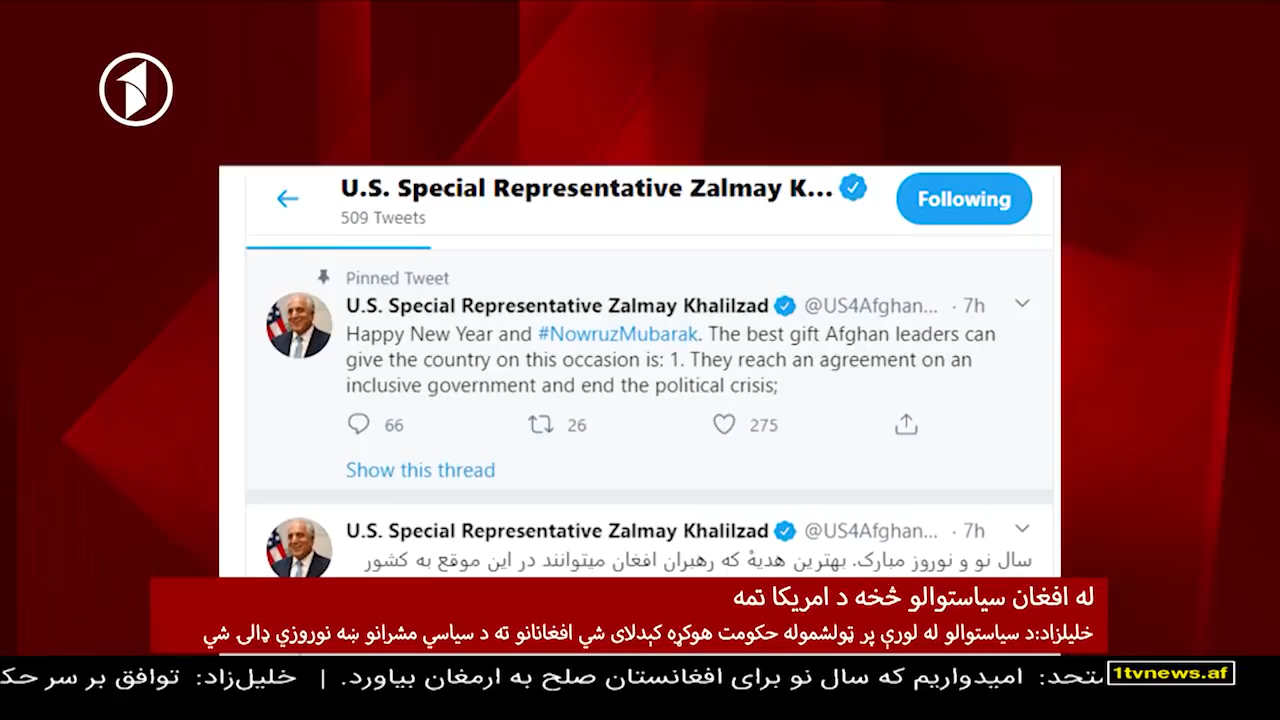 U.S. Special Representative Zalmay K...
Following
509 Tweets
Pinned Tweet
U.S. Special Representative Zalmay Khalilzad @US4Afghan... · 7h
Happy New Year and #NowruzMubarak. The best gift Afghan leaders can
give the country on this occasion is: 1. They reach an agreement on an
inclusive government and end the political crisis;
66 26 275
Show this thread
U.S. Special Representative Zalmay Khalilzad @US4Afghan... · 7h
سال نو و نوروز مبارک. بهترین هدیهٔ که رهبران افغان میتوانند در این موقع به کشور
له افغان سیاستوالو څخه د امریکا تمه
خلیلزاد:د سیاستوالو له لورې پر ټولشموله حکومت هوکړه کېدلای شي افغانانو ته د سیاسي مشرانو ښه نوروزي ډالۍ شي
متحد: امیدواریم که سال نو برای افغانستان صلح به ارمغان بیاورد. | خلیل‌زاد: توافق بر سر حک
1tvnews.af